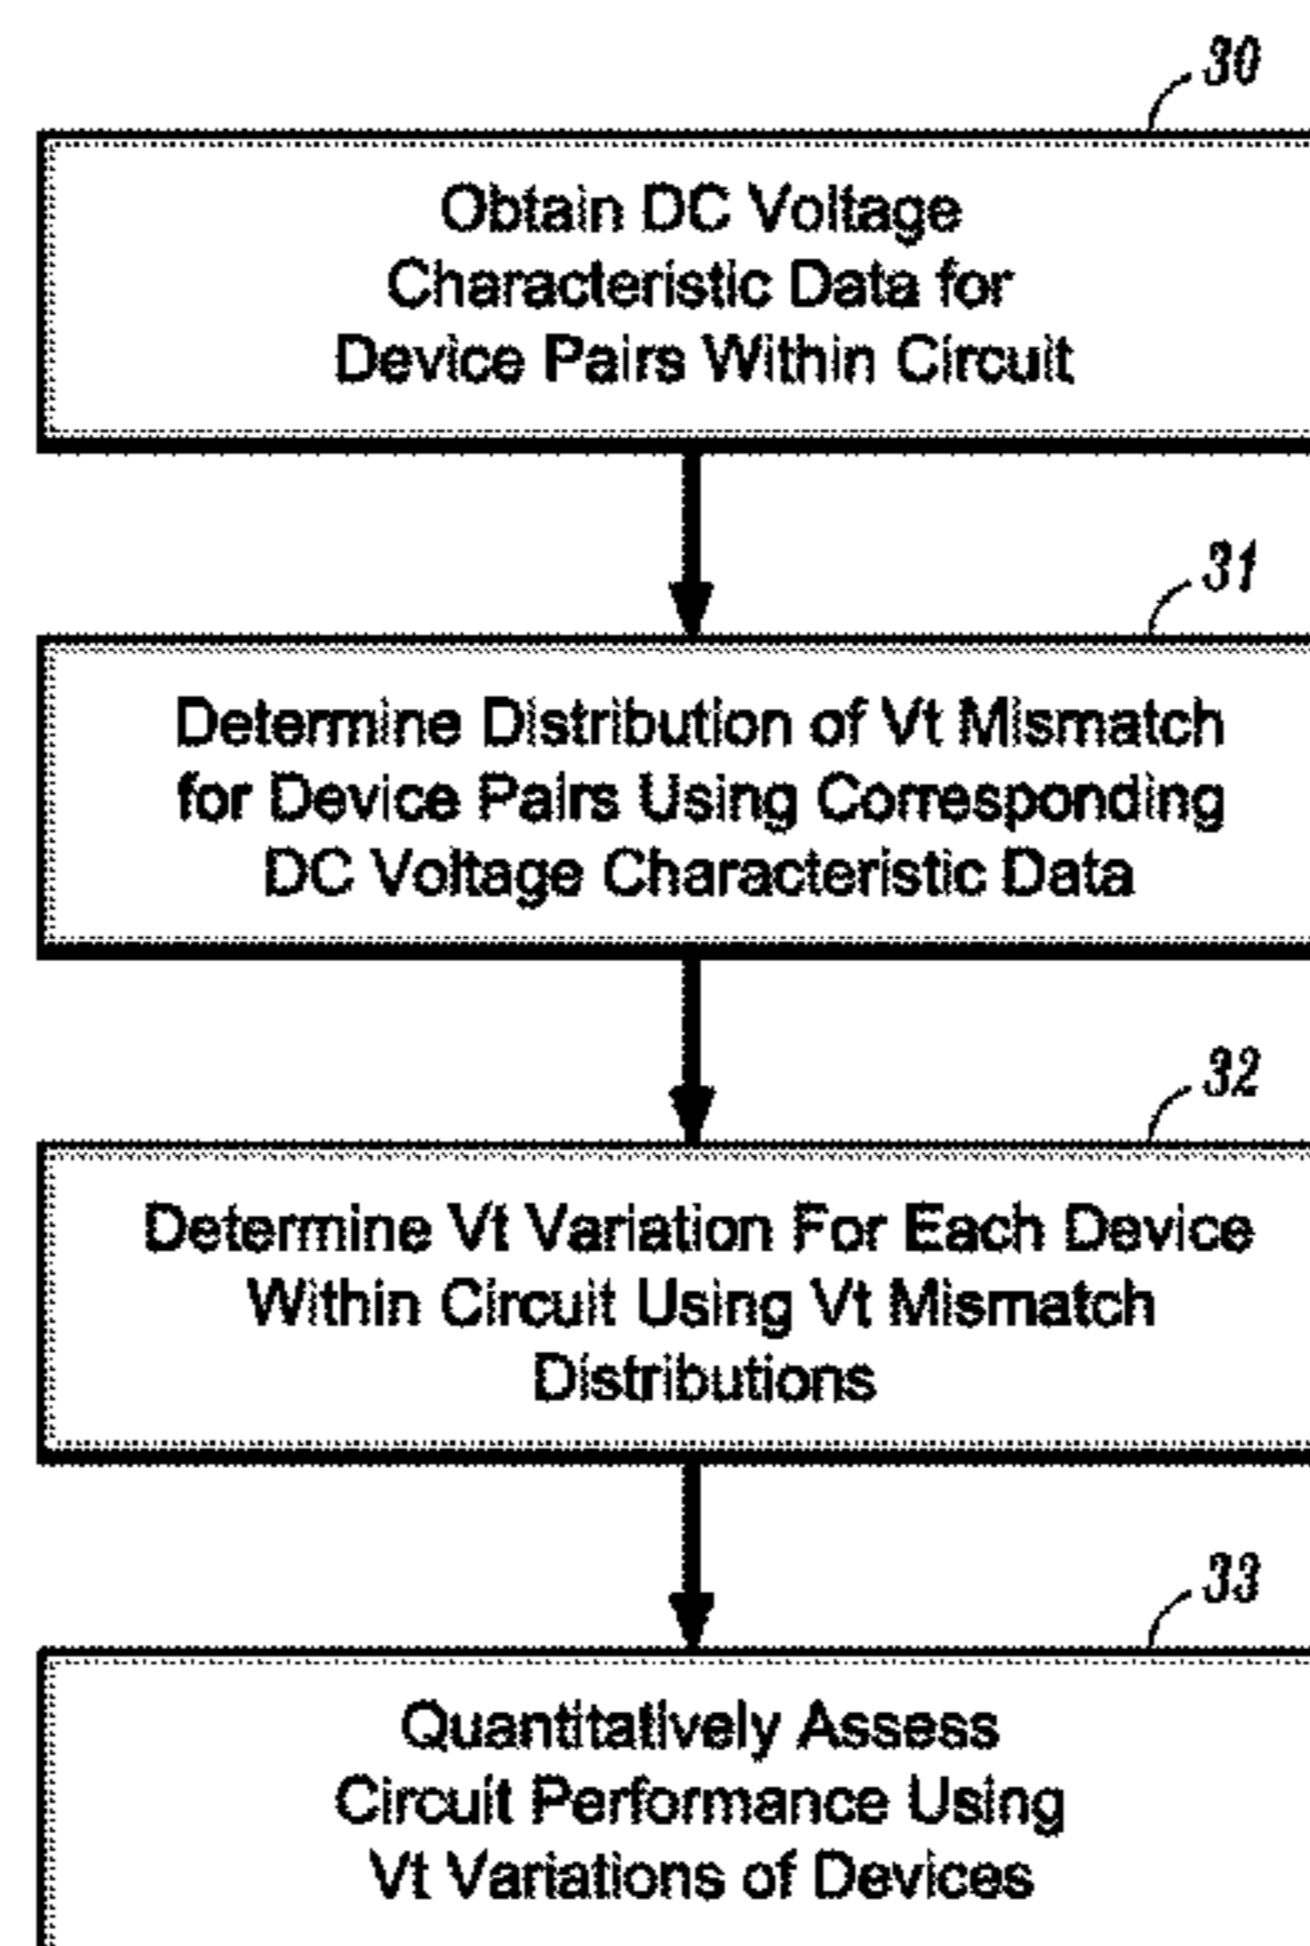 30
Obtain DC Voltage
Characteristic Data for
Device Pairs Within Circuit
31
Determine Distribution of Vt Mismatch
for Device Pairs Using Corresponding
DC Voltage Characteristic Data
32
Determine Vt Variation For Each Device
Within Circuit Using Vt Mismatch
Distributions
33
Quantitatively Assess
Circuit Performance Using
Vt Variations of Devices